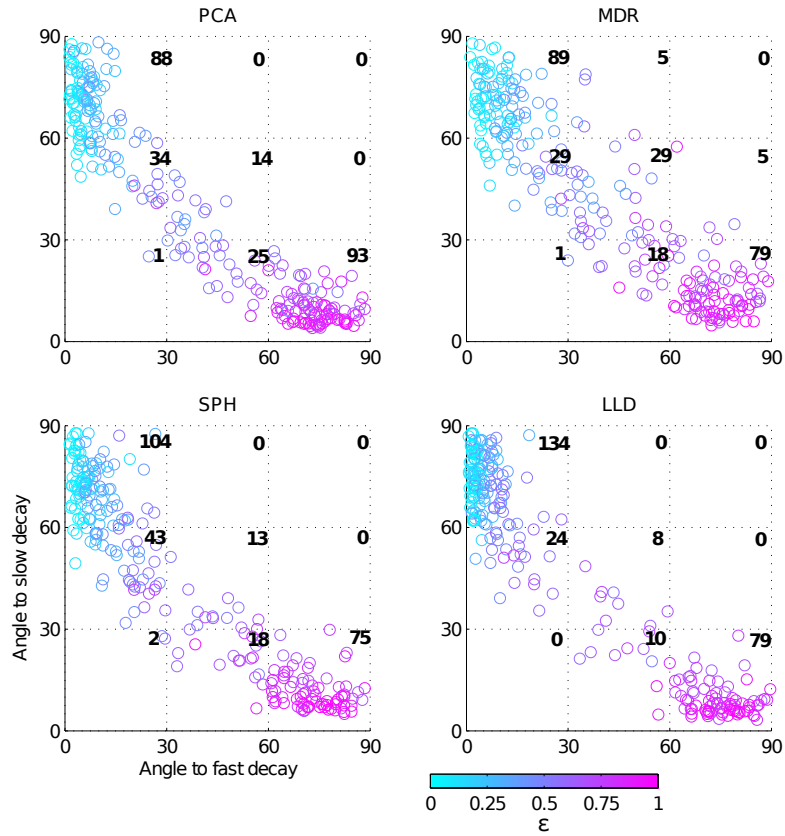 PCA
MDR
90
60
30
0
88 0 0
34 14 0
1 25 93
0 30 60 90
90
60
30
0
89 5 0
29 29 5
1 18 79
0 30 60 90
SPH
LLD
Angle to slow decay
90
60
30
0
104 0 0
43 13 0
2 18 75
0 30 60 90
Angle to fast decay
90
60
30
0
134 0 0
24 8 0
0 10 79
0 30 60 90
0 0.25 0.5 0.75 1
ε